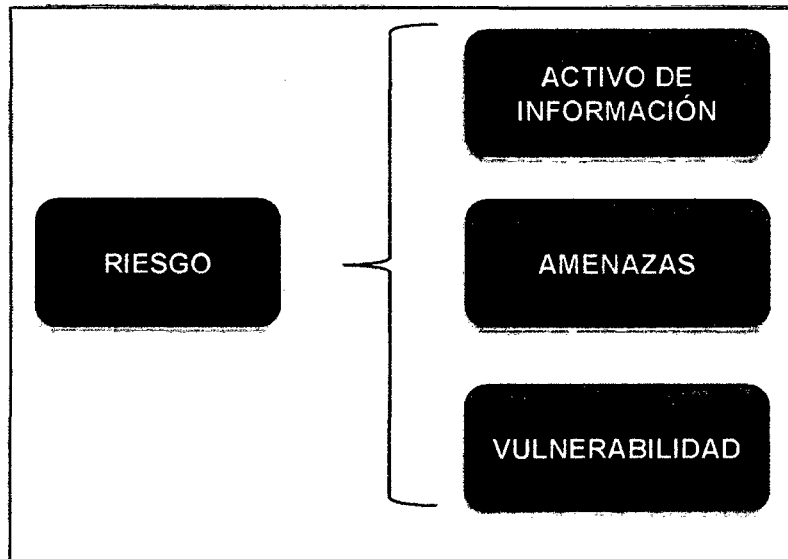 RIESGO
ACTIVO DE
INFORMACIÓN
AMENAZAS
VULNERABILIDAD